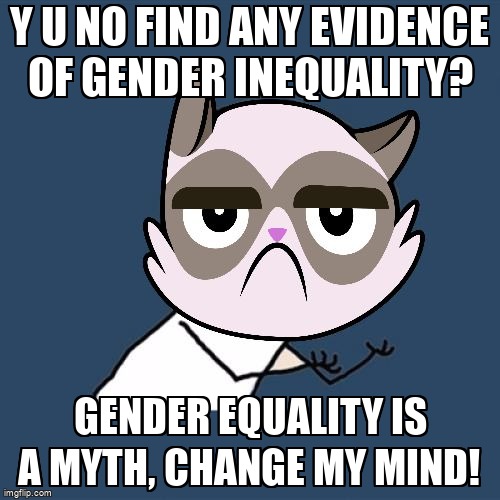 Y U NO FIND ANY EVIDENCE
OF GENDER INEQUALITY?
GENDER EQUALITY IS
A MYTH, CHANGE MY MIND!
imgflip.com